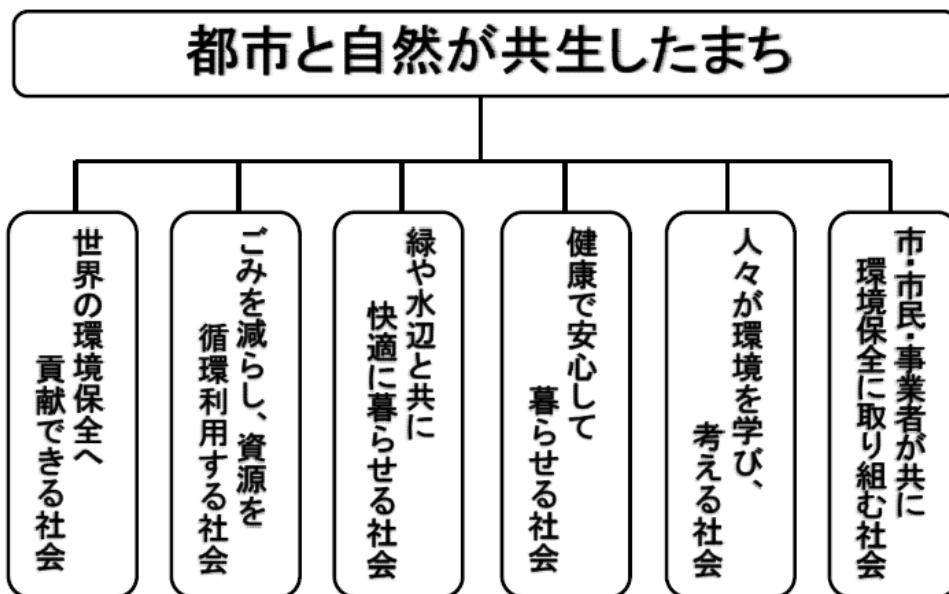 都市と自然が共生したまち
世界の環境保全へ
貢献できる社会
ごみを減らし、資源を
循環利用する社会
緑や水辺と共に
快適に暮らせる社会
健康で安心して
暮らせる社会
人々が環境を学び、
考える社会
市・市民・事業者が共に
環境保全に取り組む社会